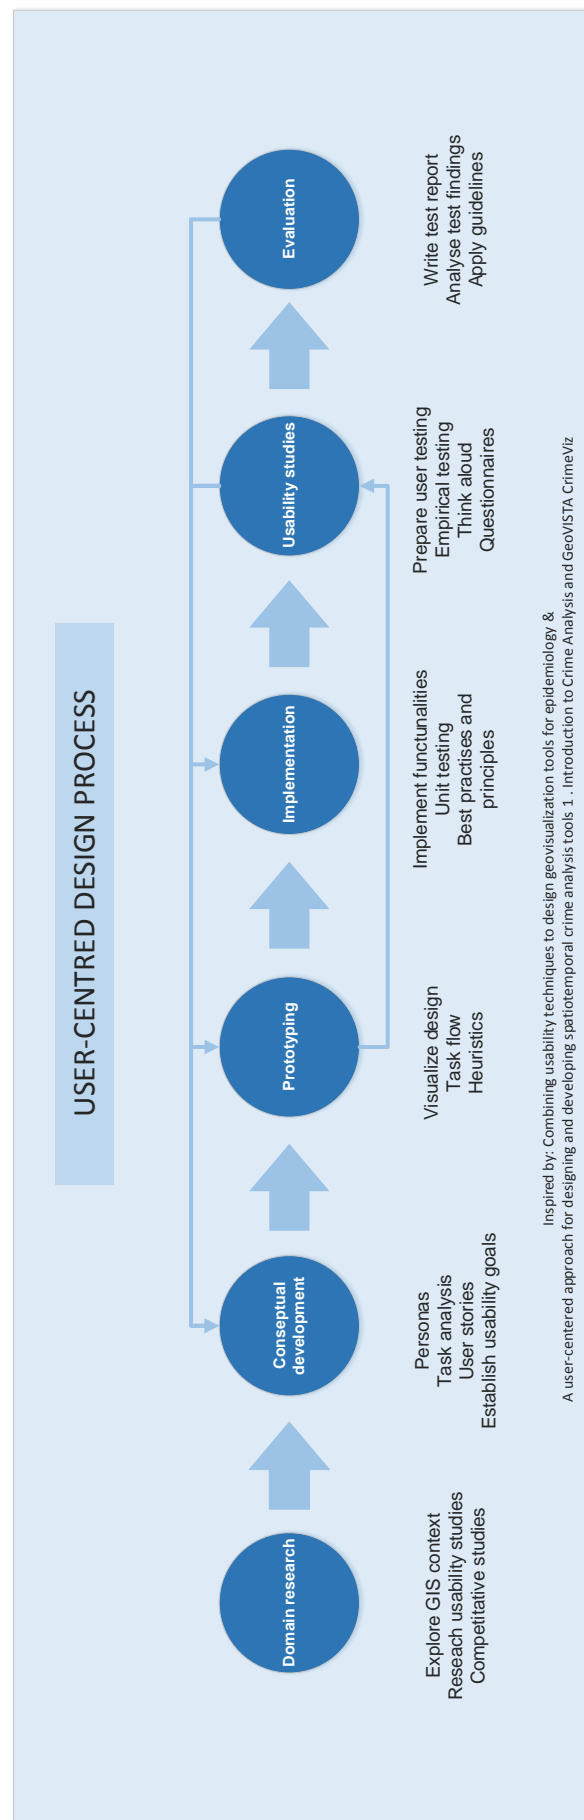 USER-CENTRED DESIGN PROCESS
Domain research
Conseptual
development
Prototyping
Implementation
Usability studies
Evaluation
Explore GIS context
Reseach usability studies
Competitive studies
Personas
Task analysis
User stories
Establish usability goals
Visualize design
Task flow
Heuristics
Implement functunalities
Unit testing
Best practises and
principles
Prepare user testing
Empirical testing
Think aloud
Questionnaires
Write test report
Analyse test findings
Apply guidelines
Inspired by: Combining usability techniques to design geovisualization tools for epidemiology &
A user-centered approach for designing and developing spatiotemporal crime analysis tools 1 . Introduction to Crime Analysis and GeoVISTA CrimeViz